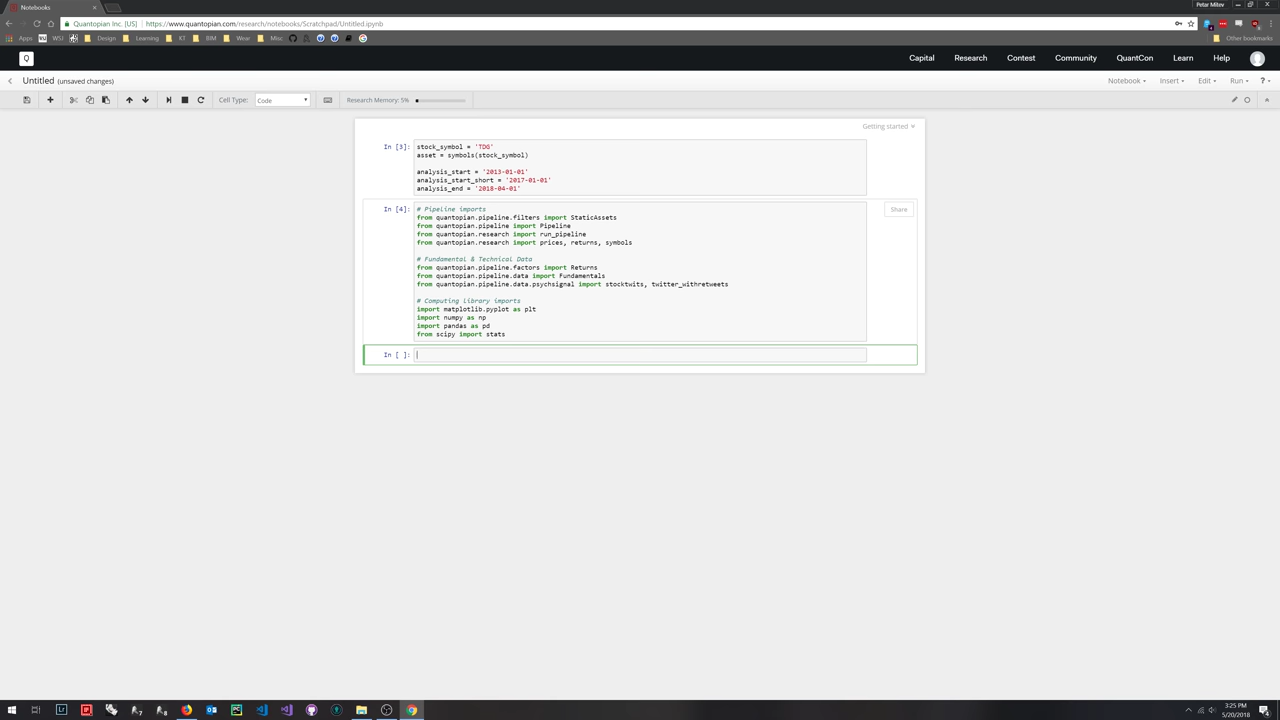 Notebooks
Petar Mitev
Quantopian Inc. [US]
https://www.quantopian.com/research/notebooks/Scratchpad/Untitled.ipynb
Apps WU WSJ Design Learning KT BIM Wear Misc Other bookmarks
Q Capital Research Contest Community QuantCon Learn Help
Untitled (unsaved changes) Notebook Insert Edit Run ?
Cell Type: Code Research Memory: 5%
Getting started
In [3]:
stock_symbol = 'TDG'
asset = symbols(stock_symbol)
analysis_start = '2013-01-01'
analysis_start_short = '2017-01-01'
analysis_end = '2018-04-01'
In [4]:
Share
# Pipeline imports
from quantopian.pipeline.filters import StaticAssets
from quantopian.pipeline import Pipeline
from quantopian.research import run_pipeline
from quantopian.research import prices, returns, symbols
# Fundamental & Technical Data
from quantopian.pipeline.factors import Returns
from quantopian.pipeline.data import Fundamentals
from quantopian.pipeline.data.psychsignal import stocktwits, twitter_withretweets
# Computing library imports
import matplotlib.pyplot as plt
import numpy as np
import pandas as pd
from scipy import stats
In [ ]:
3:25 PM
5/20/2018